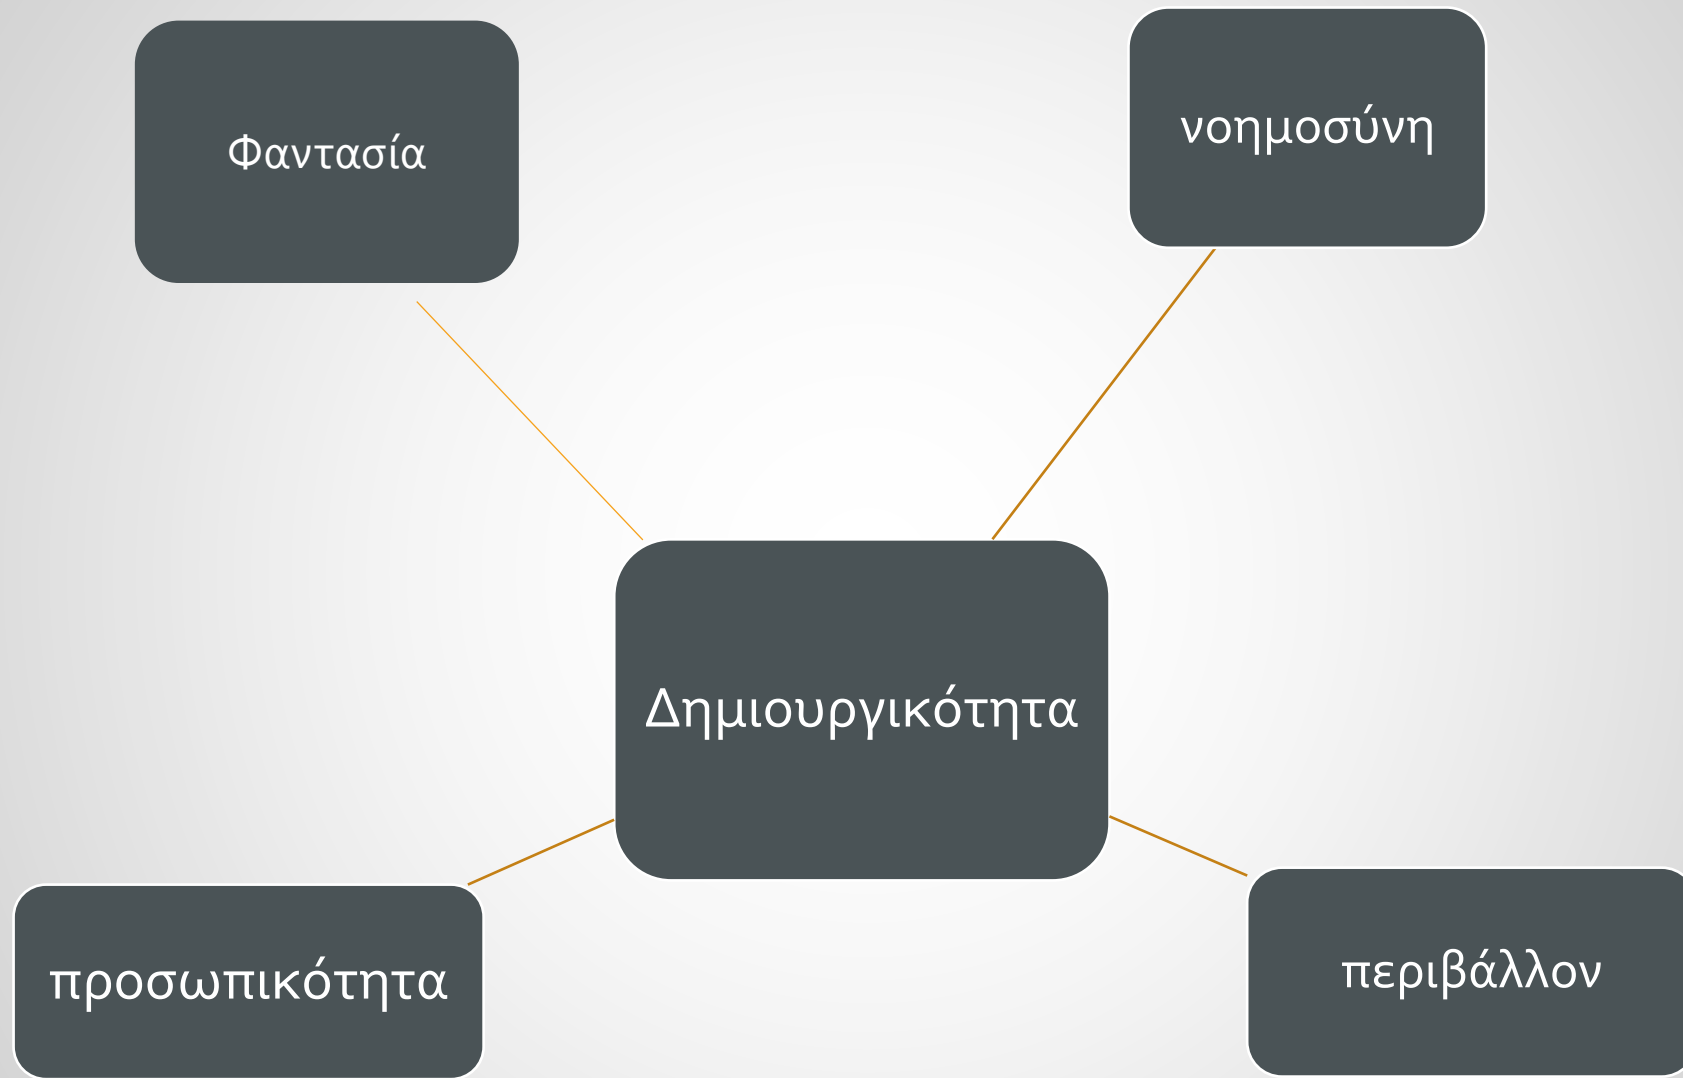 Φαντασία
νοημοσύνη
Δημιουργικότητα
προσωπικότητα
περιβάλλον